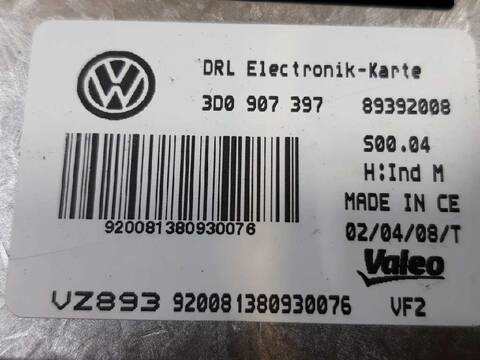 DRL Electronik-Karte
3D0 907 397 89392008
S00.04
H:Ind M
MADE IN CE
920081380930076
02/04/08/T
Valeo
VZ893 920081380930076 VF2